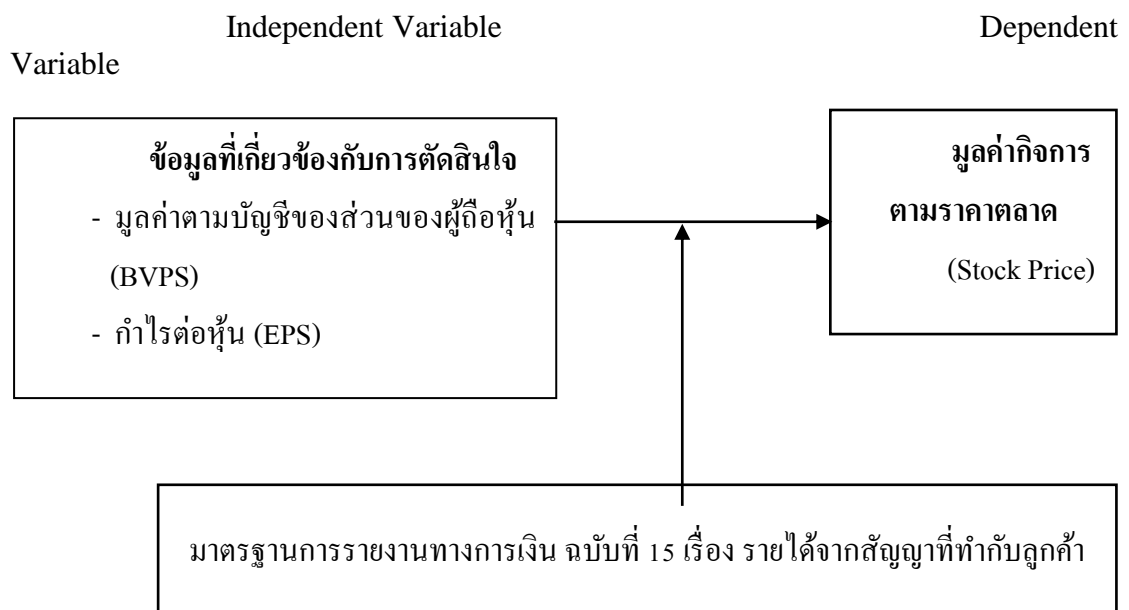 Independent Variable Dependent
Variable
ข้อมูลที่เกี่ยวข้องกับการตัดสินใจ
- มูลค่าตามบัญชีของส่วนของผู้ถือหุ้น
(BVPS)
- กำไรต่อหุ้น (EPS)
มูลค่ากิจการ
ตามราคาตลาด
(Stock Price)
มาตรฐานการรายงานทางการเงิน ฉบับที่ 15 เรื่อง รายได้จากสัญญาที่ทำกับลูกค้า